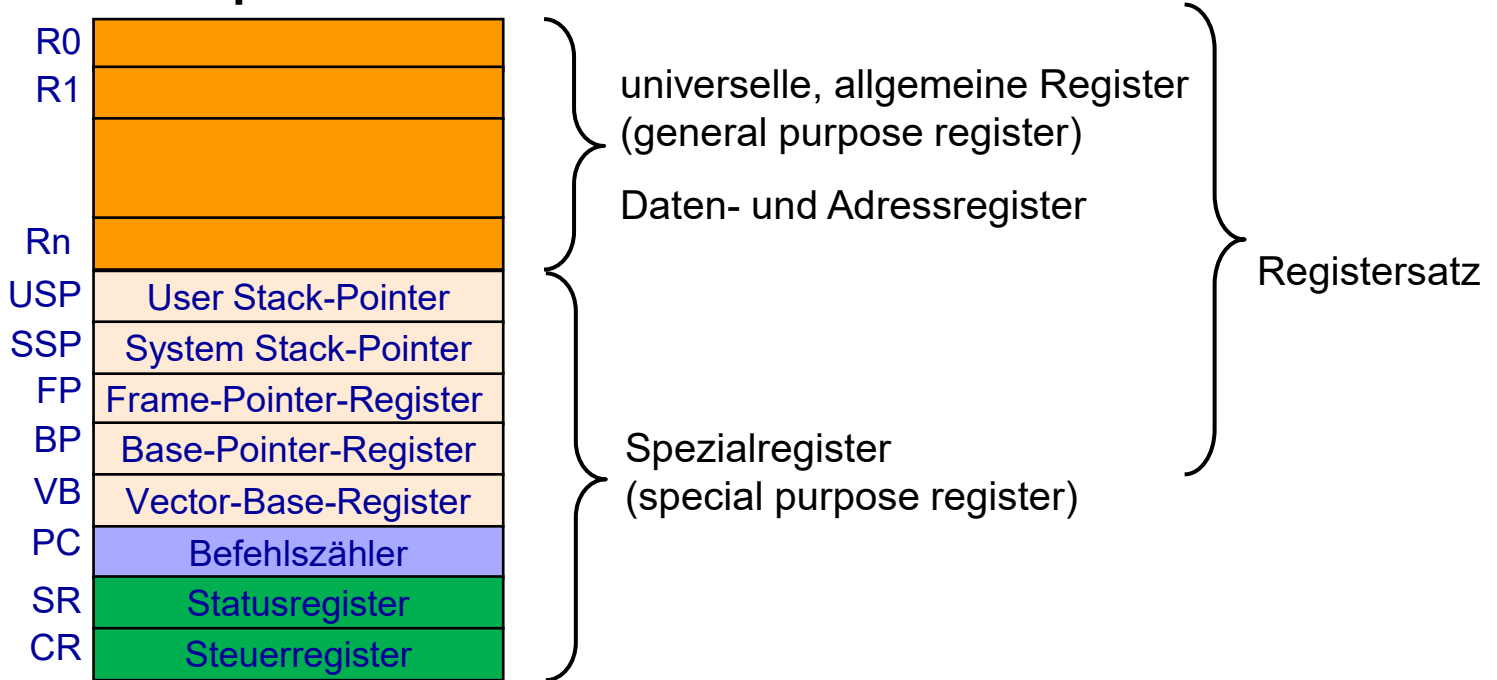 R0
R1
universelle, allgemeine Register
(general purpose register)
Daten- und Adressregister
Rn
Registersatz
USP User Stack-Pointer
SSP System Stack-Pointer
FP Frame-Pointer-Register
BP Base-Pointer-Register
Spezialregister
(special purpose register)
VB Vector-Base-Register
PC Befehlszähler
SR Statusregister
CR Steuerregister